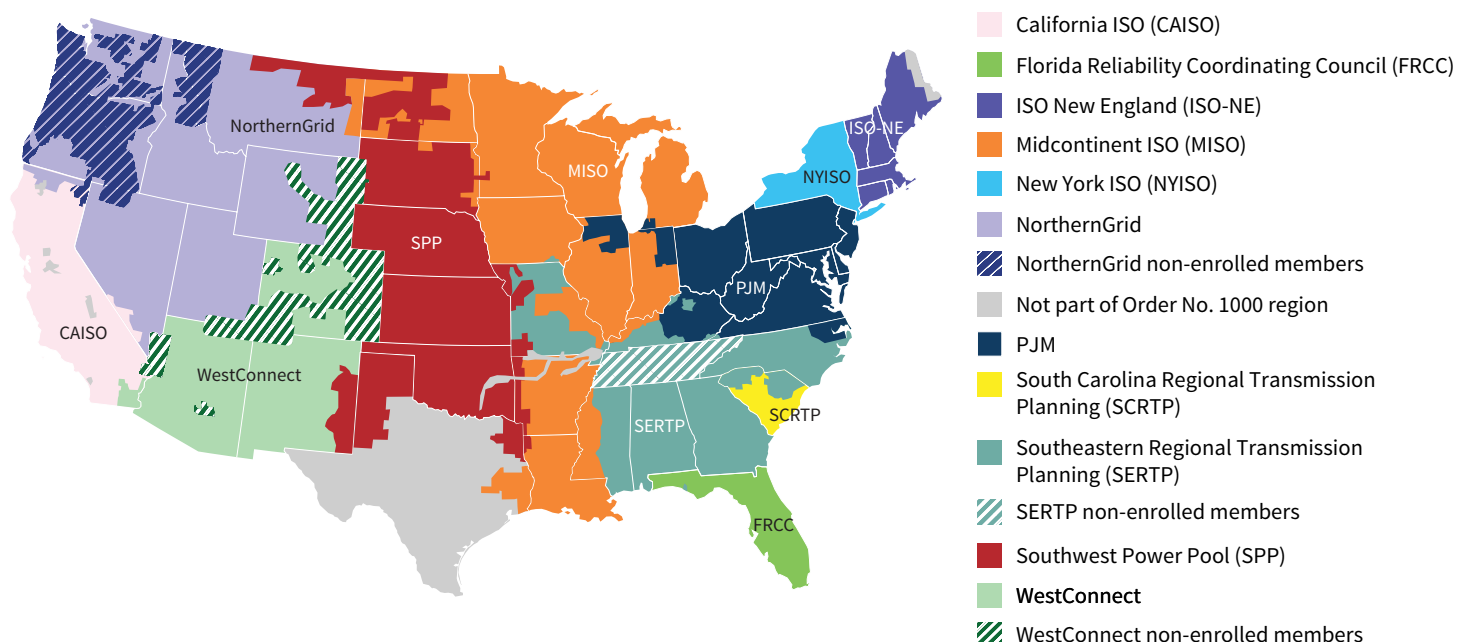 NorthernGrid
CAISO
WestConnect
SPP
MISO
SERTP
PJM
NYISO
ISO-NE
SCRTP
FRCC
California ISO (CAISO)
Florida Reliability Coordinating Council (FRCC)
ISO New England (ISO-NE)
Midcontinent ISO (MISO)
New York ISO (NYISO)
NorthernGrid
NorthernGrid non-enrolled members
Not part of Order No. 1000 region
PJM
South Carolina Regional Transmission
Planning (SCRTP)
Southeastern Regional Transmission
Planning (SERTP)
SERTP non-enrolled members
Southwest Power Pool (SPP)
WestConnect
WestConnect non-enrolled members